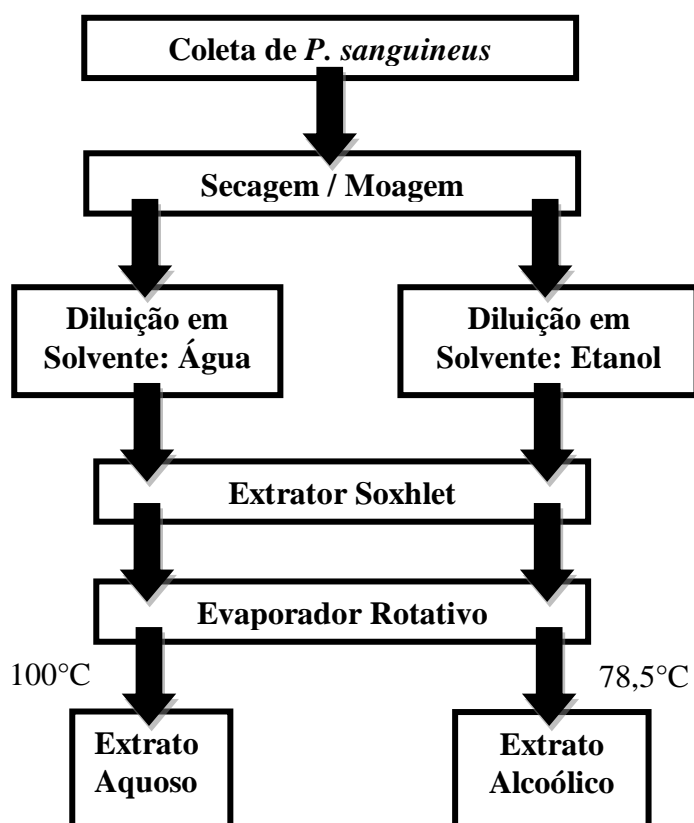 Coleta de P. sanguineus
Secagem / Moagem
Diluição em
Solvente: Água
Diluição em
Solvente: Etanol
Extrator Soxhlet
Evaporador Rotativo
100°C
78,5°C
Extrato
Aquoso
Extrato
Alcoólico